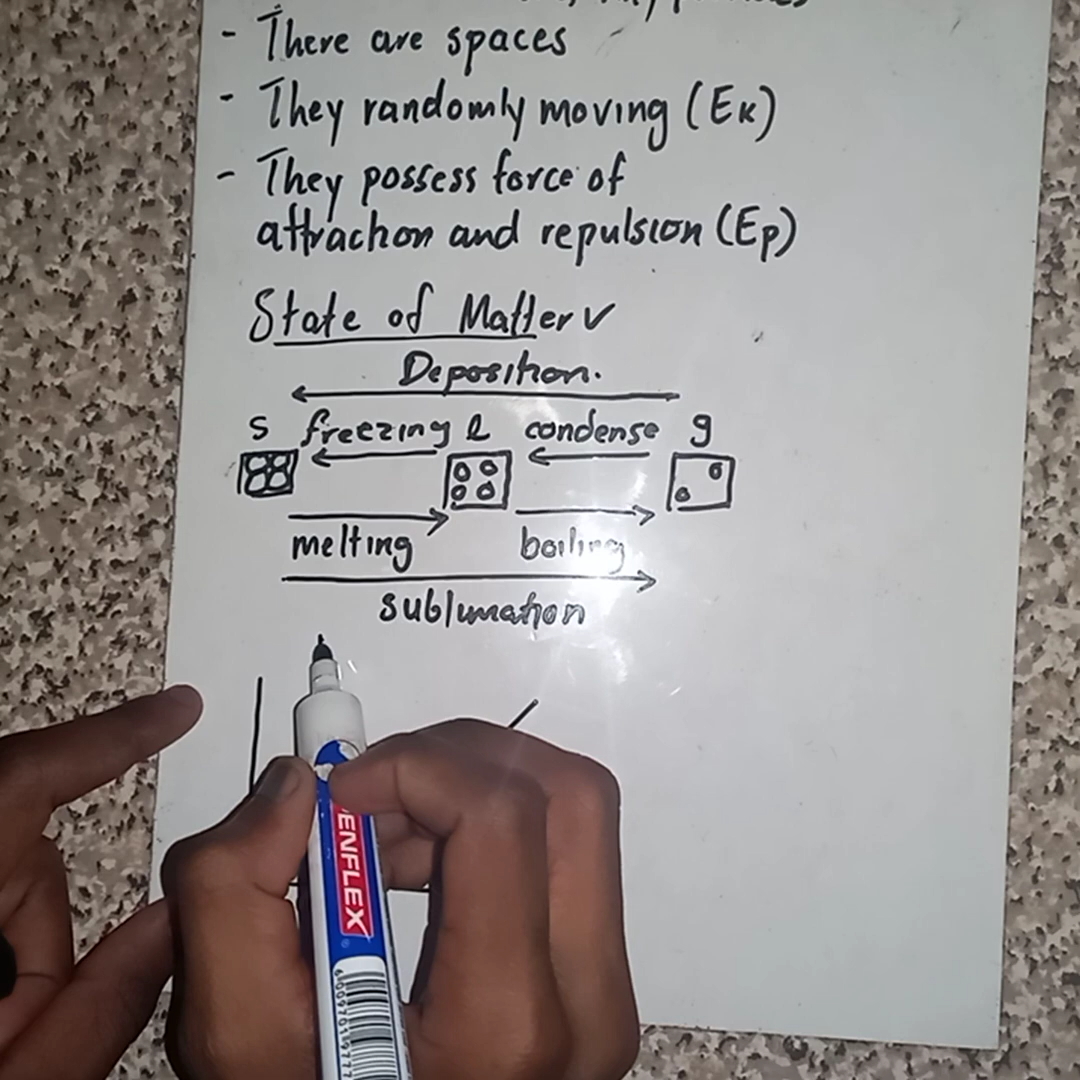 - There are spaces
- They randomly moving (Ek)
- They possess force of
attraction and repulsion (Ep)
State of Matter ✓
Deposition.
s freezing l condense g
melting boiling
sublimation
PENFLEX